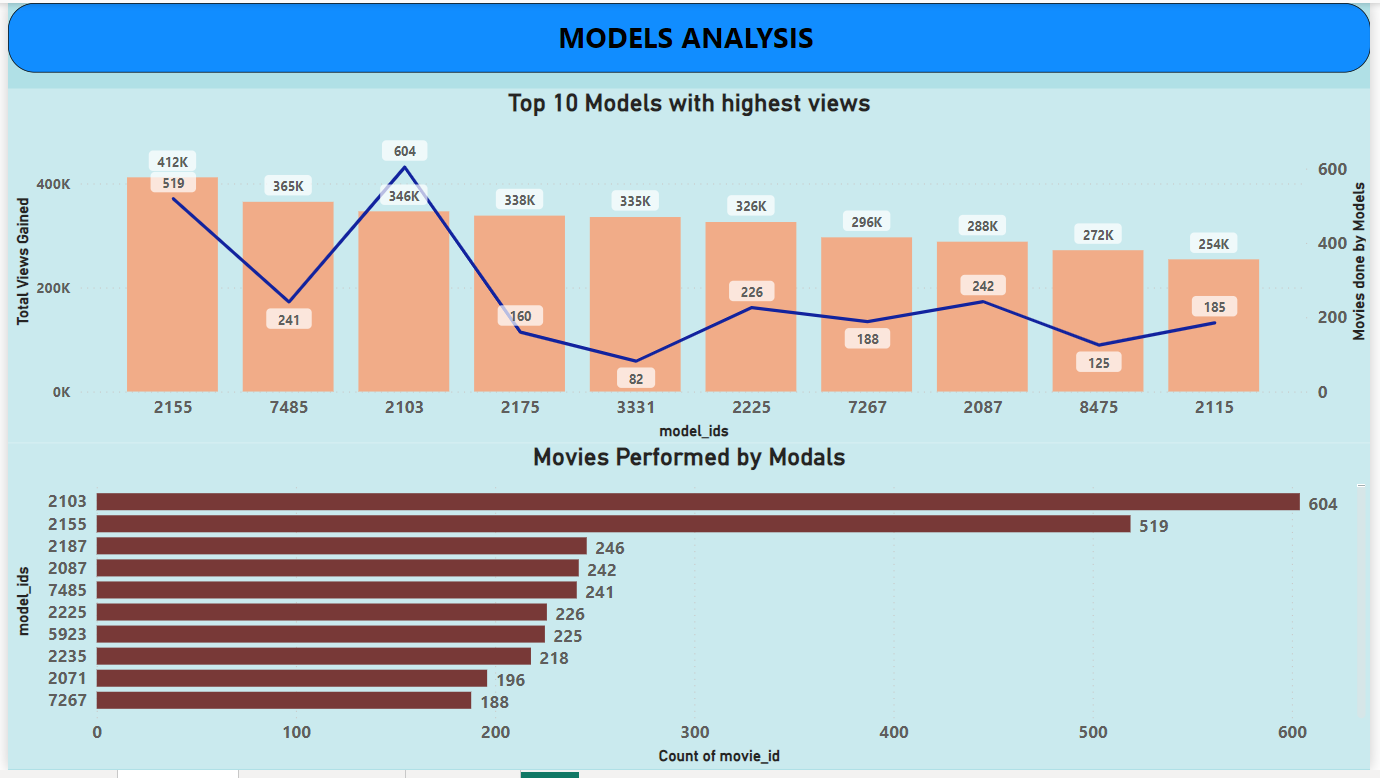 MODELS ANALYSIS
Top 10 Models with highest views
Total Views Gained
400K
200K
0K
412K
519
365K
241
604
346K
338K
160
335K
82
326K
226
296K
188
288K
242
272K
125
254K
185
600
400
200
0
Movies done by Models
2155 7485 2103 2175 3331 2225 7267 2087 8475 2115
model_ids
Movies Performed by Modals
model_ids
2103 604
2155 519
2187 246
2087 242
7485 241
2225 226
5923 225
2235 218
2071 196
7267 188
0 100 200 300 400 500 600
Count of movie_id